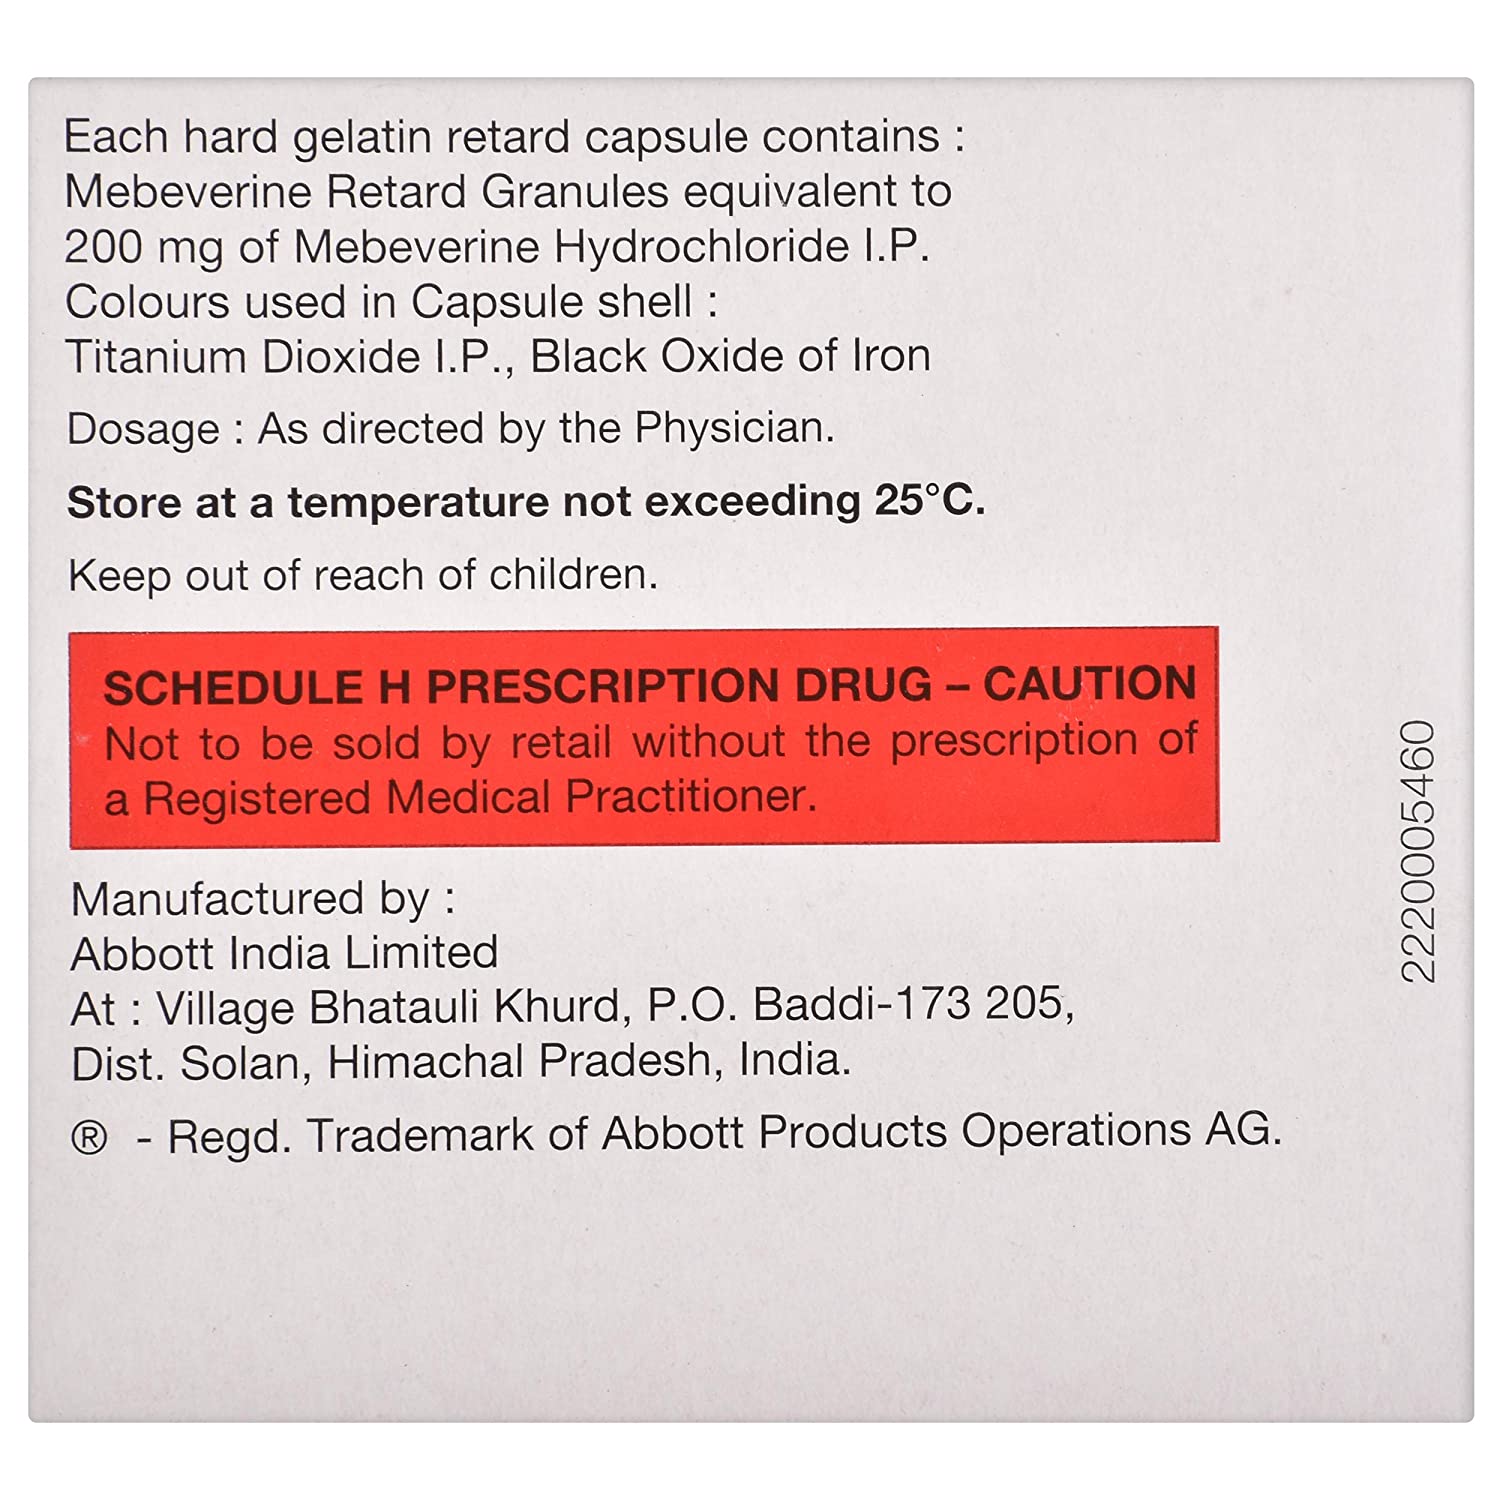 Each hard gelatin retard capsule contains :
Mebeverine Retard Granules equivalent to
200 mg of Mebeverine Hydrochloride I.P.
Colours used in Capsule shell :
Titanium Dioxide I.P., Black Oxide of Iron
Dosage : As directed by the Physician.
Store at a temperature not exceeding 25°C.
Keep out of reach of children.
SCHEDULE H PRESCRIPTION DRUG – CAUTION
Not to be sold by retail without the prescription of
a Registered Medical Practitioner.
Manufactured by :
Abbott India Limited
At : Village Bhatauli Khurd, P.O. Baddi-173 205,
Dist. Solan, Himachal Pradesh, India.
® - Regd. Trademark of Abbott Products Operations AG.
2220005460